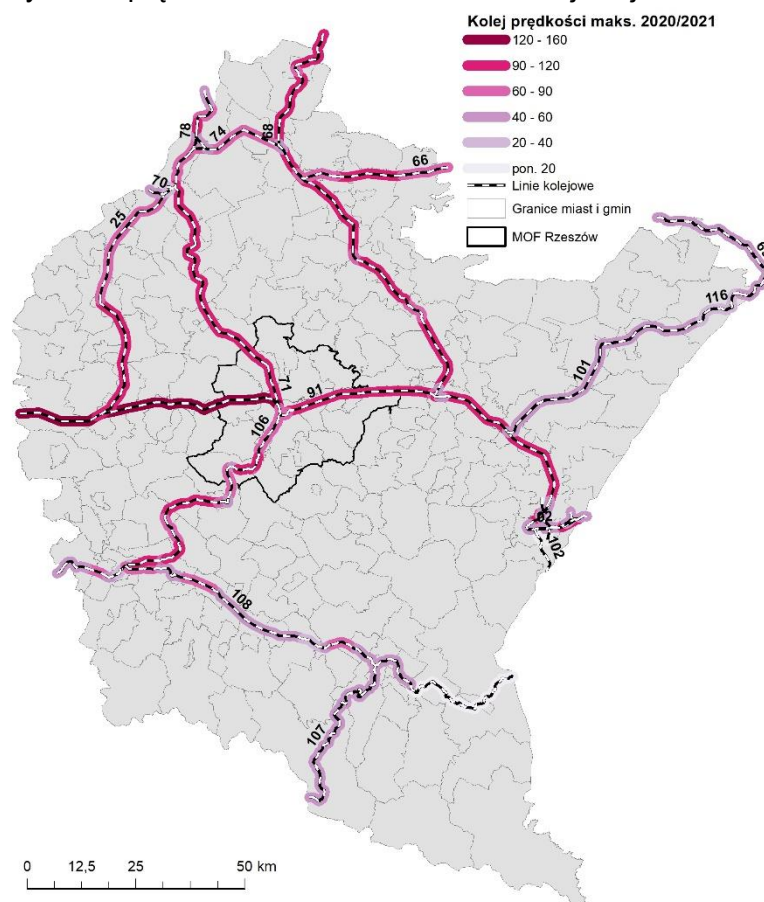 Kolej prędkości maks. 2020/2021
120 - 160
90 - 120
60 - 90
40 - 60
20 - 40
pon. 20
Linie kolejowe
Granice miast i gmin
MOF Rzeszów
78
74
68
66
70
25
116
101
71
91
106
102
108
107
0 12,5 25 50 km